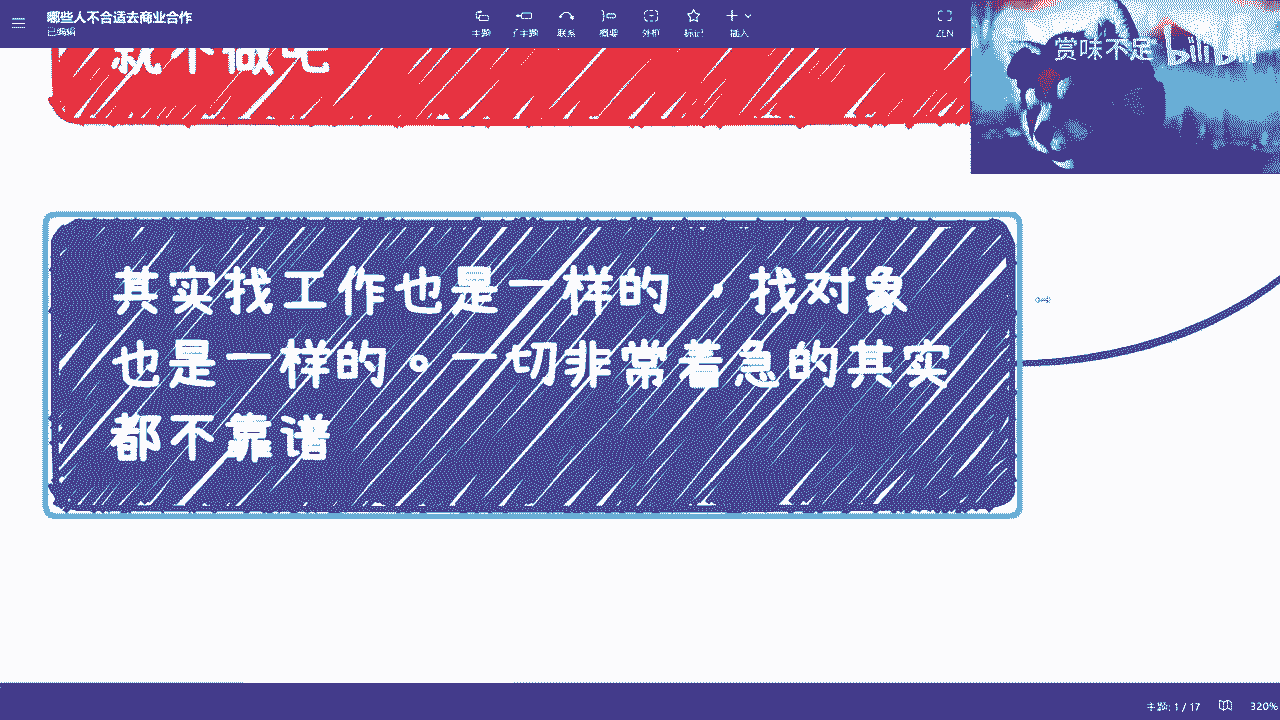 哪些人不合适去商业合作
已编辑
主题
子主题
联系
概要
外框
标记
插入
ZEN
赏味不足 bilibili
就不做吧
其实找工作也是一样的，找对象
也是一样的。一切非常着急的其实
都不靠谱
主题: 1 / 17
320%